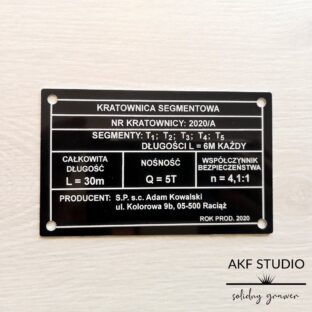 KRATOWNICA SEGMENTOWA
NR KRATOWNICY: 2020/A
SEGMENTY: T₁; T₂; T₃; T₄; T₅
DŁUGOŚCI L = 6M KAŻDY
CAŁKOWITA DŁUGOŚĆ
L = 30m
NOŚNOŚĆ
Q = 5T
WSPÓŁCZYNNIK BEZPIECZEŃSTWA
n = 4,1:1
PRODUCENT: S.P. s.c. Adam Kowalski
ul. Kolorowa 9b, 05-500 Raciąż
ROK PROD. 2020
AKF STUDIO
solidny grawer